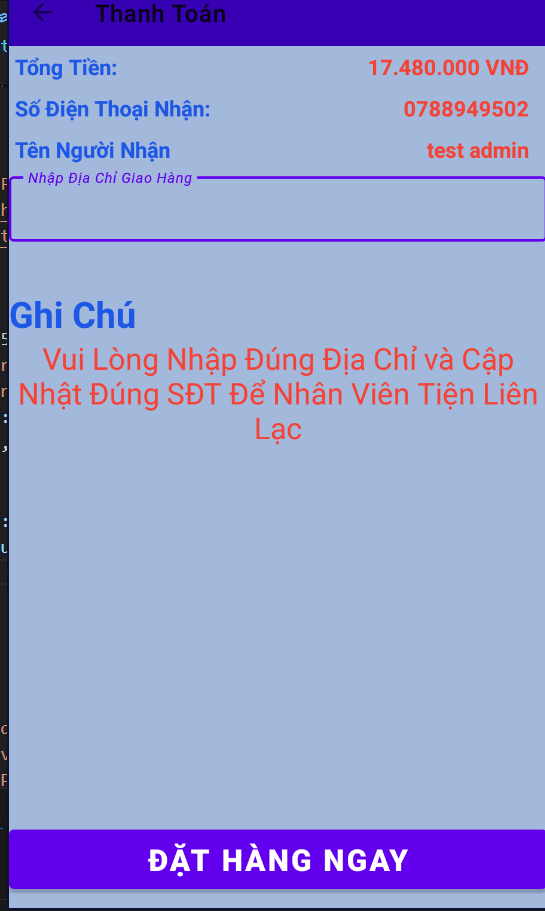 Thanh Toán
Tổng Tiền: 17.480.000 VNĐ
Số Điện Thoại Nhận: 0788949502
Tên Người Nhận test admin
Nhập Địa Chỉ Giao Hàng
Ghi Chú
Vui Lòng Nhập Đúng Địa Chỉ và Cập
Nhật Đúng SĐT Để Nhân Viên Tiện Liên
Lạc
ĐẶT HÀNG NGAY